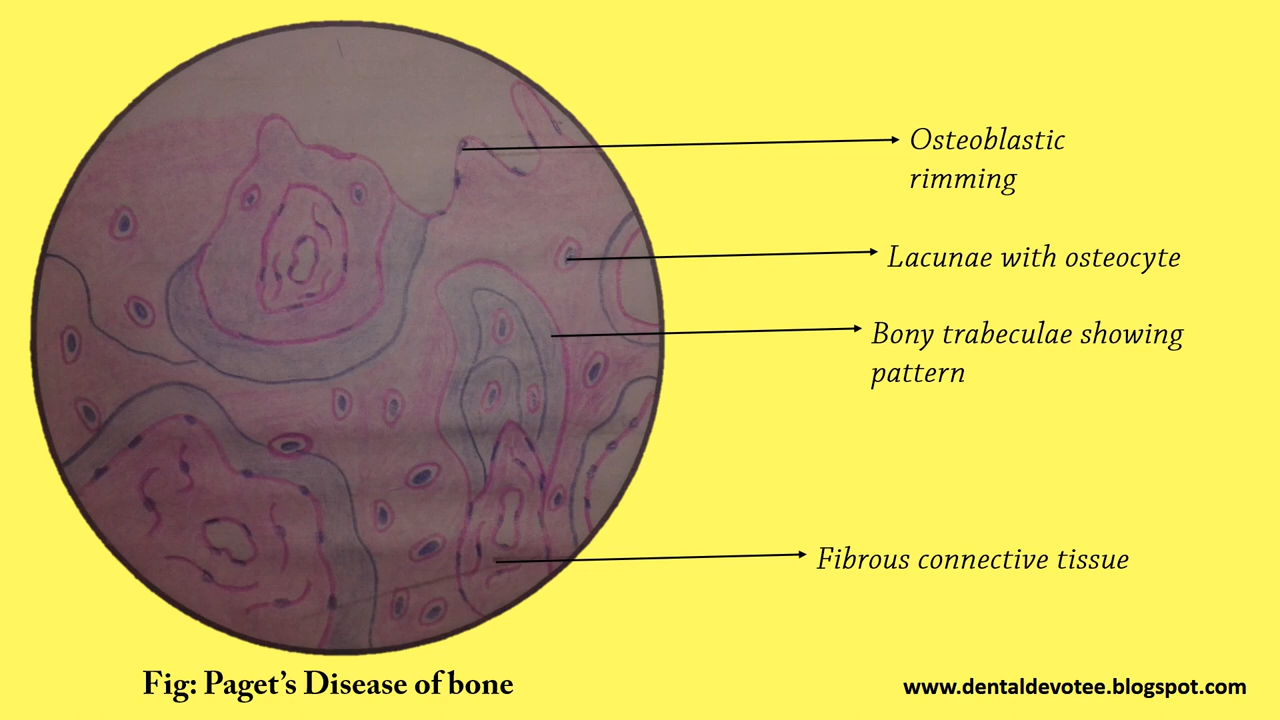 Osteoblastic
rimming
Lacunae with osteocyte
Bony trabeculae showing
pattern
Fibrous connective tissue
Fig: Paget’s Disease of bone
www.dentaldevotee.blogspot.com